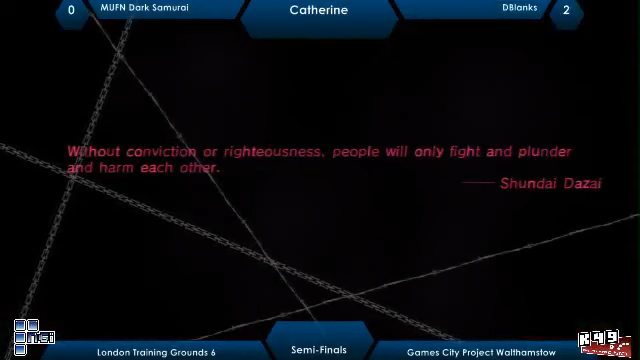 0 MUFN Dark Samurai Catherine DBlanks 2
Without conviction or righteousness, people will only fight and plunder
and harm each other.
—— Shundai Dazai
London Training Grounds 6 Semi-Finals Games City Project Walthamstow